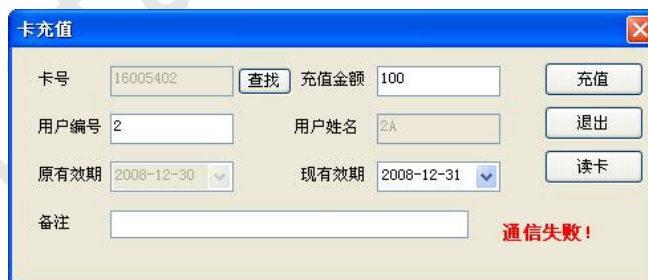 卡充值
卡号 16005402 查找 充值金额 100 充值
用户编号 2 用户姓名 2A 退出
原有效期 2008-12-30 现有效期 2008-12-31 读卡
备注 通信失败！